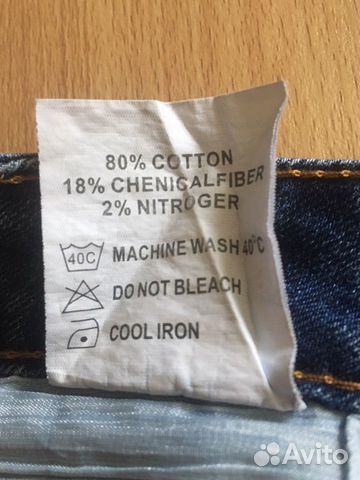 80% COTTON
18% CHENICALFIBER
2% NITROGER
40C MACHINE WASH 40°C
DO NOT BLEACH
COOL IRON
Avito